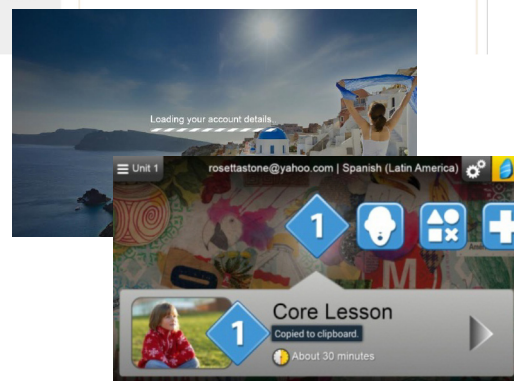 Loading your account details.
Unit 1
rosettastone@yahoo.com | Spanish (Latin America)
1
M
1
Core Lesson
Copied to clipboard.
About 30 minutes